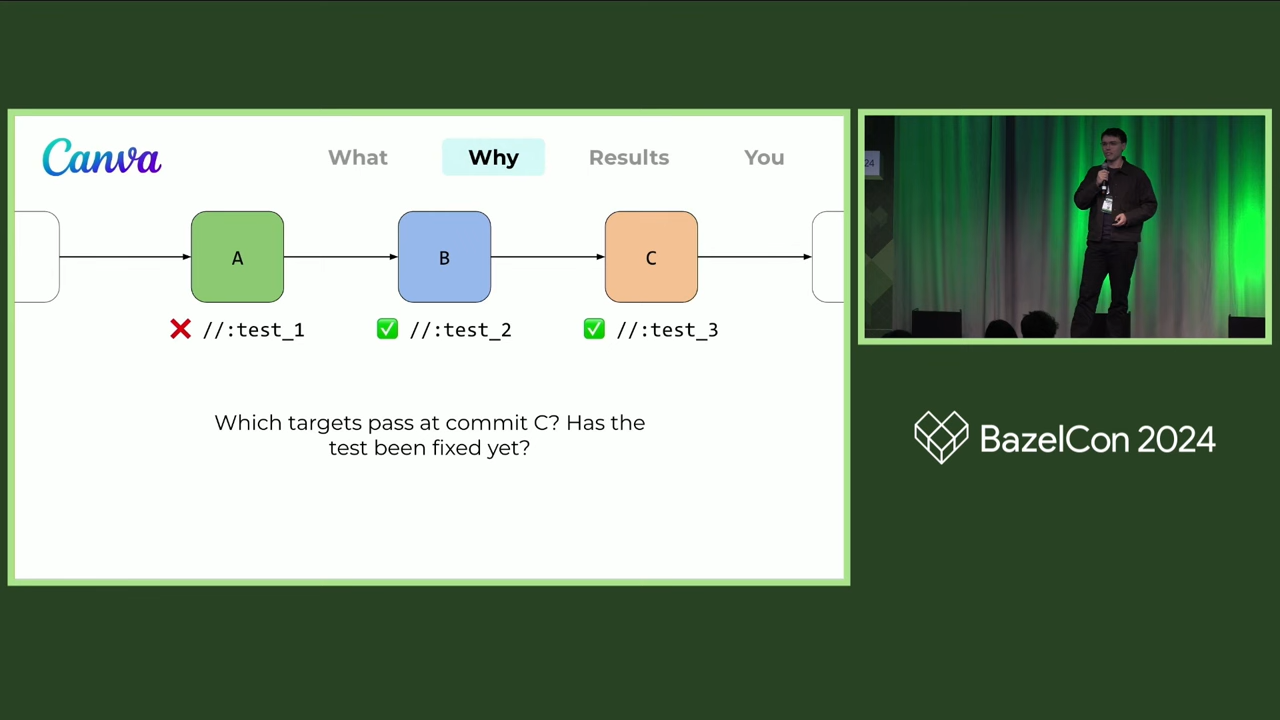 Canva
What Why Results You
A B C
❌ //:test_1 ✅ //:test_2 ✅ //:test_3
Which targets pass at commit C? Has the
test been fixed yet?
24
BazelCon 2024